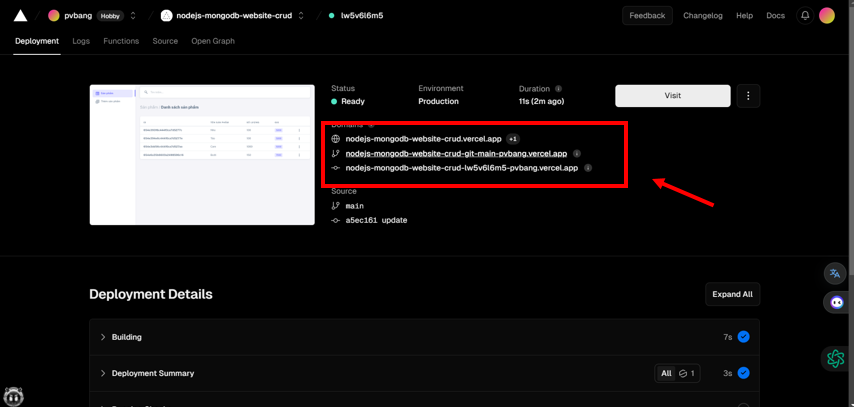 pvbang Hobby nodejs-mongodb-website-crud lw5v6l6m5 Feedback Changelog Help Docs
Deployment Logs Functions Source Open Graph
Status Environment Duration
Ready Production 11s (2m ago) Visit
Domains
nodejs-mongodb-website-crud.vercel.app +1
nodejs-mongodb-website-crud-git-main-pvbang.vercel.app
nodejs-mongodb-website-crud-lw5v6l6m5-pvbang.vercel.app
Source
main
a5ec161 update
Deployment Details Expand All
Building 7s
Deployment Summary All 1 3s